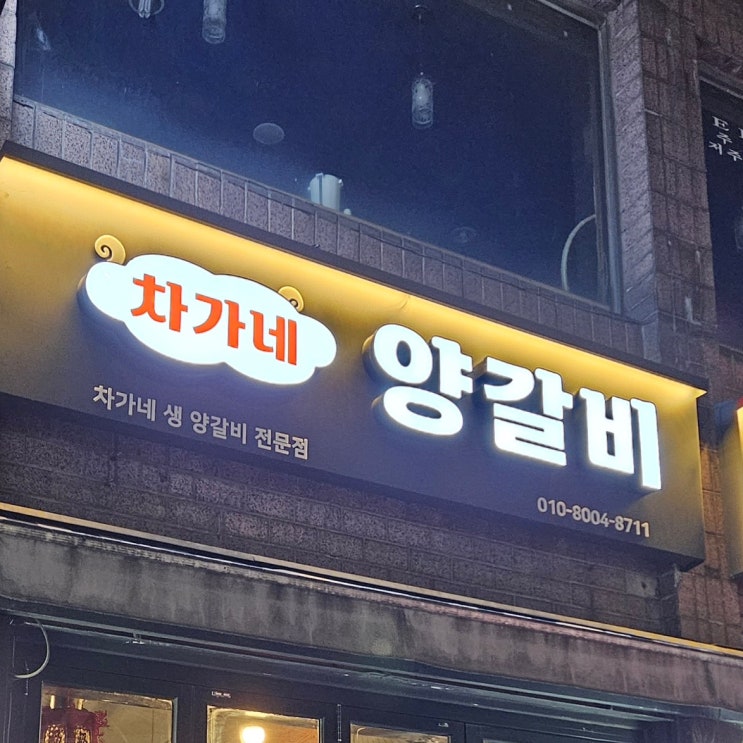 차가네 양갈비
차가네 생 양갈비 전문점
010-8004-8711